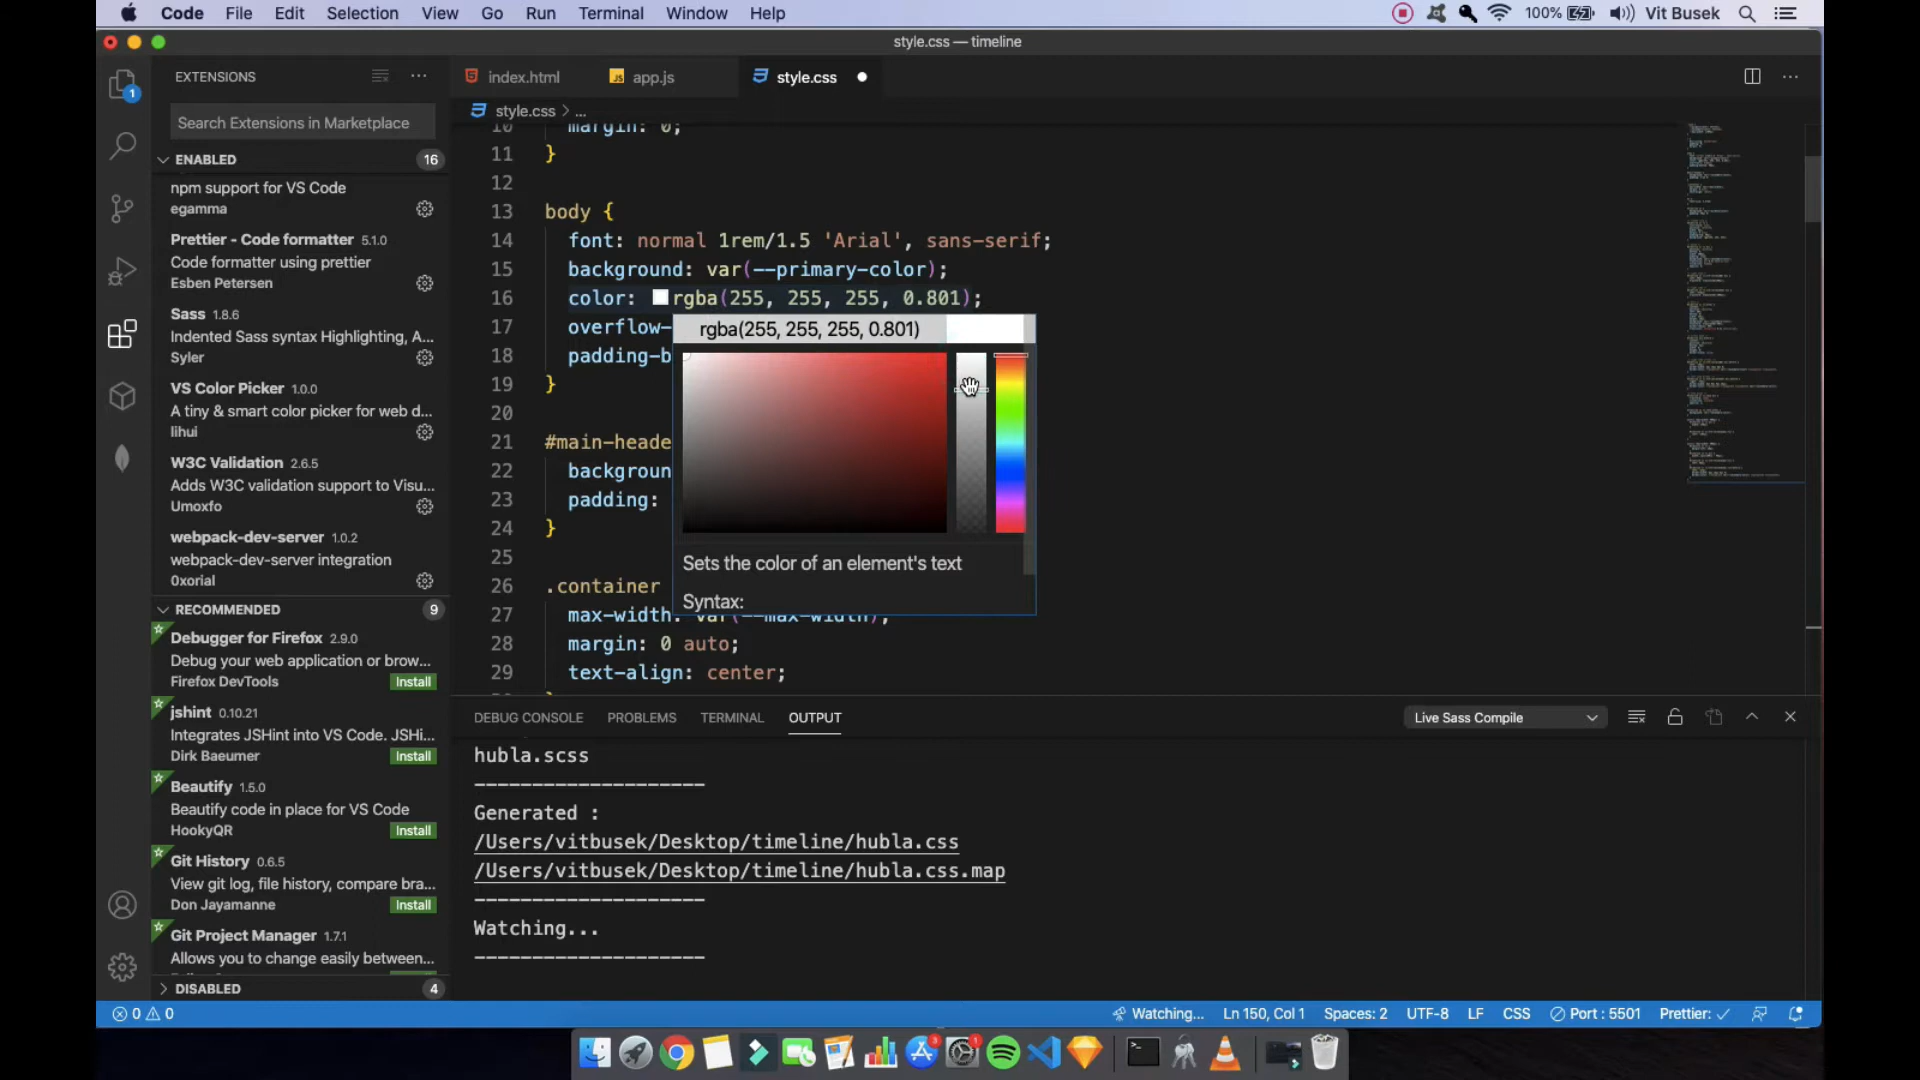 Code File Edit Selection View Go Run Terminal Window Help 100% Vit Busek
style.css — timeline
EXTENSIONS
index.html app.js style.css
1
Search Extensions in Marketplace
style.css > ...
ENABLED 16
npm support for VS Code
egamma
Prettier - Code formatter 5.1.0
Code formatter using prettier
Esben Petersen
Sass 1.8.6
Indented Sass syntax Highlighting, A...
Syler
VS Color Picker 1.0.0
A tiny & smart color picker for web d...
lihui
W3C Validation 2.6.5
Adds W3C validation support to Visu...
Umoxfo
webpack-dev-server 1.0.2
webpack-dev-server integration
0xorial
RECOMMENDED 9
Debugger for Firefox 2.9.0
Debug your web application or brow...
Firefox DevTools Install
jshint 0.10.21
Integrates JSHint into VS Code. JSHi...
Dirk Baeumer Install
Beautify 1.5.0
Beautify code in place for VS Code
HookyQR Install
Git History 0.6.5
View git log, file history, compare bra...
Don Jayamanne Install
Git Project Manager 1.7.1
Allows you to change easily between...
DISABLED 4
10 margin: 0;
11 }
12
13 body {
14 font: normal 1rem/1.5 'Arial', sans-serif;
15 background: var(--primary-color);
16 color: rgba(255, 255, 255, 0.801);
17 overflow-
18 padding-b
19 }
20
21 #main-heade
22 backgroun
23 padding:
24 }
25
26 .container
27 max-width: var(--max-width);
28 margin: 0 auto;
29 text-align: center;
rgba(255, 255, 255, 0.801)
Sets the color of an element's text
Syntax:
DEBUG CONSOLE PROBLEMS TERMINAL OUTPUT Live Sass Compile
hubla.scss
--------------------
Generated :
/Users/vitbusek/Desktop/timeline/hubla.css
/Users/vitbusek/Desktop/timeline/hubla.css.map
--------------------
Watching...
--------------------
0 0 Watching... Ln 150, Col 1 Spaces: 2 UTF-8 LF CSS Port : 5501 Prettier: ✓
3 1